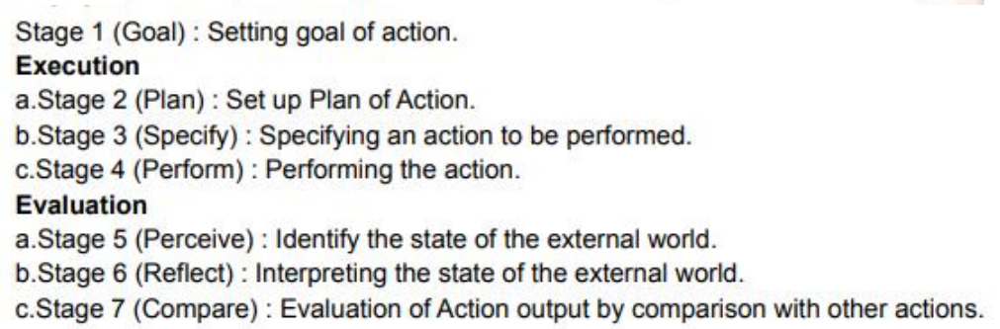 Stage 1 (Goal) : Setting goal of action.
Execution
a.Stage 2 (Plan) : Set up Plan of Action.
b.Stage 3 (Specify) : Specifying an action to be performed.
c.Stage 4 (Perform) : Performing the action.
Evaluation
a.Stage 5 (Perceive) : Identify the state of the external world.
b.Stage 6 (Reflect) : Interpreting the state of the external world.
c.Stage 7 (Compare) : Evaluation of Action output by comparison with other actions.